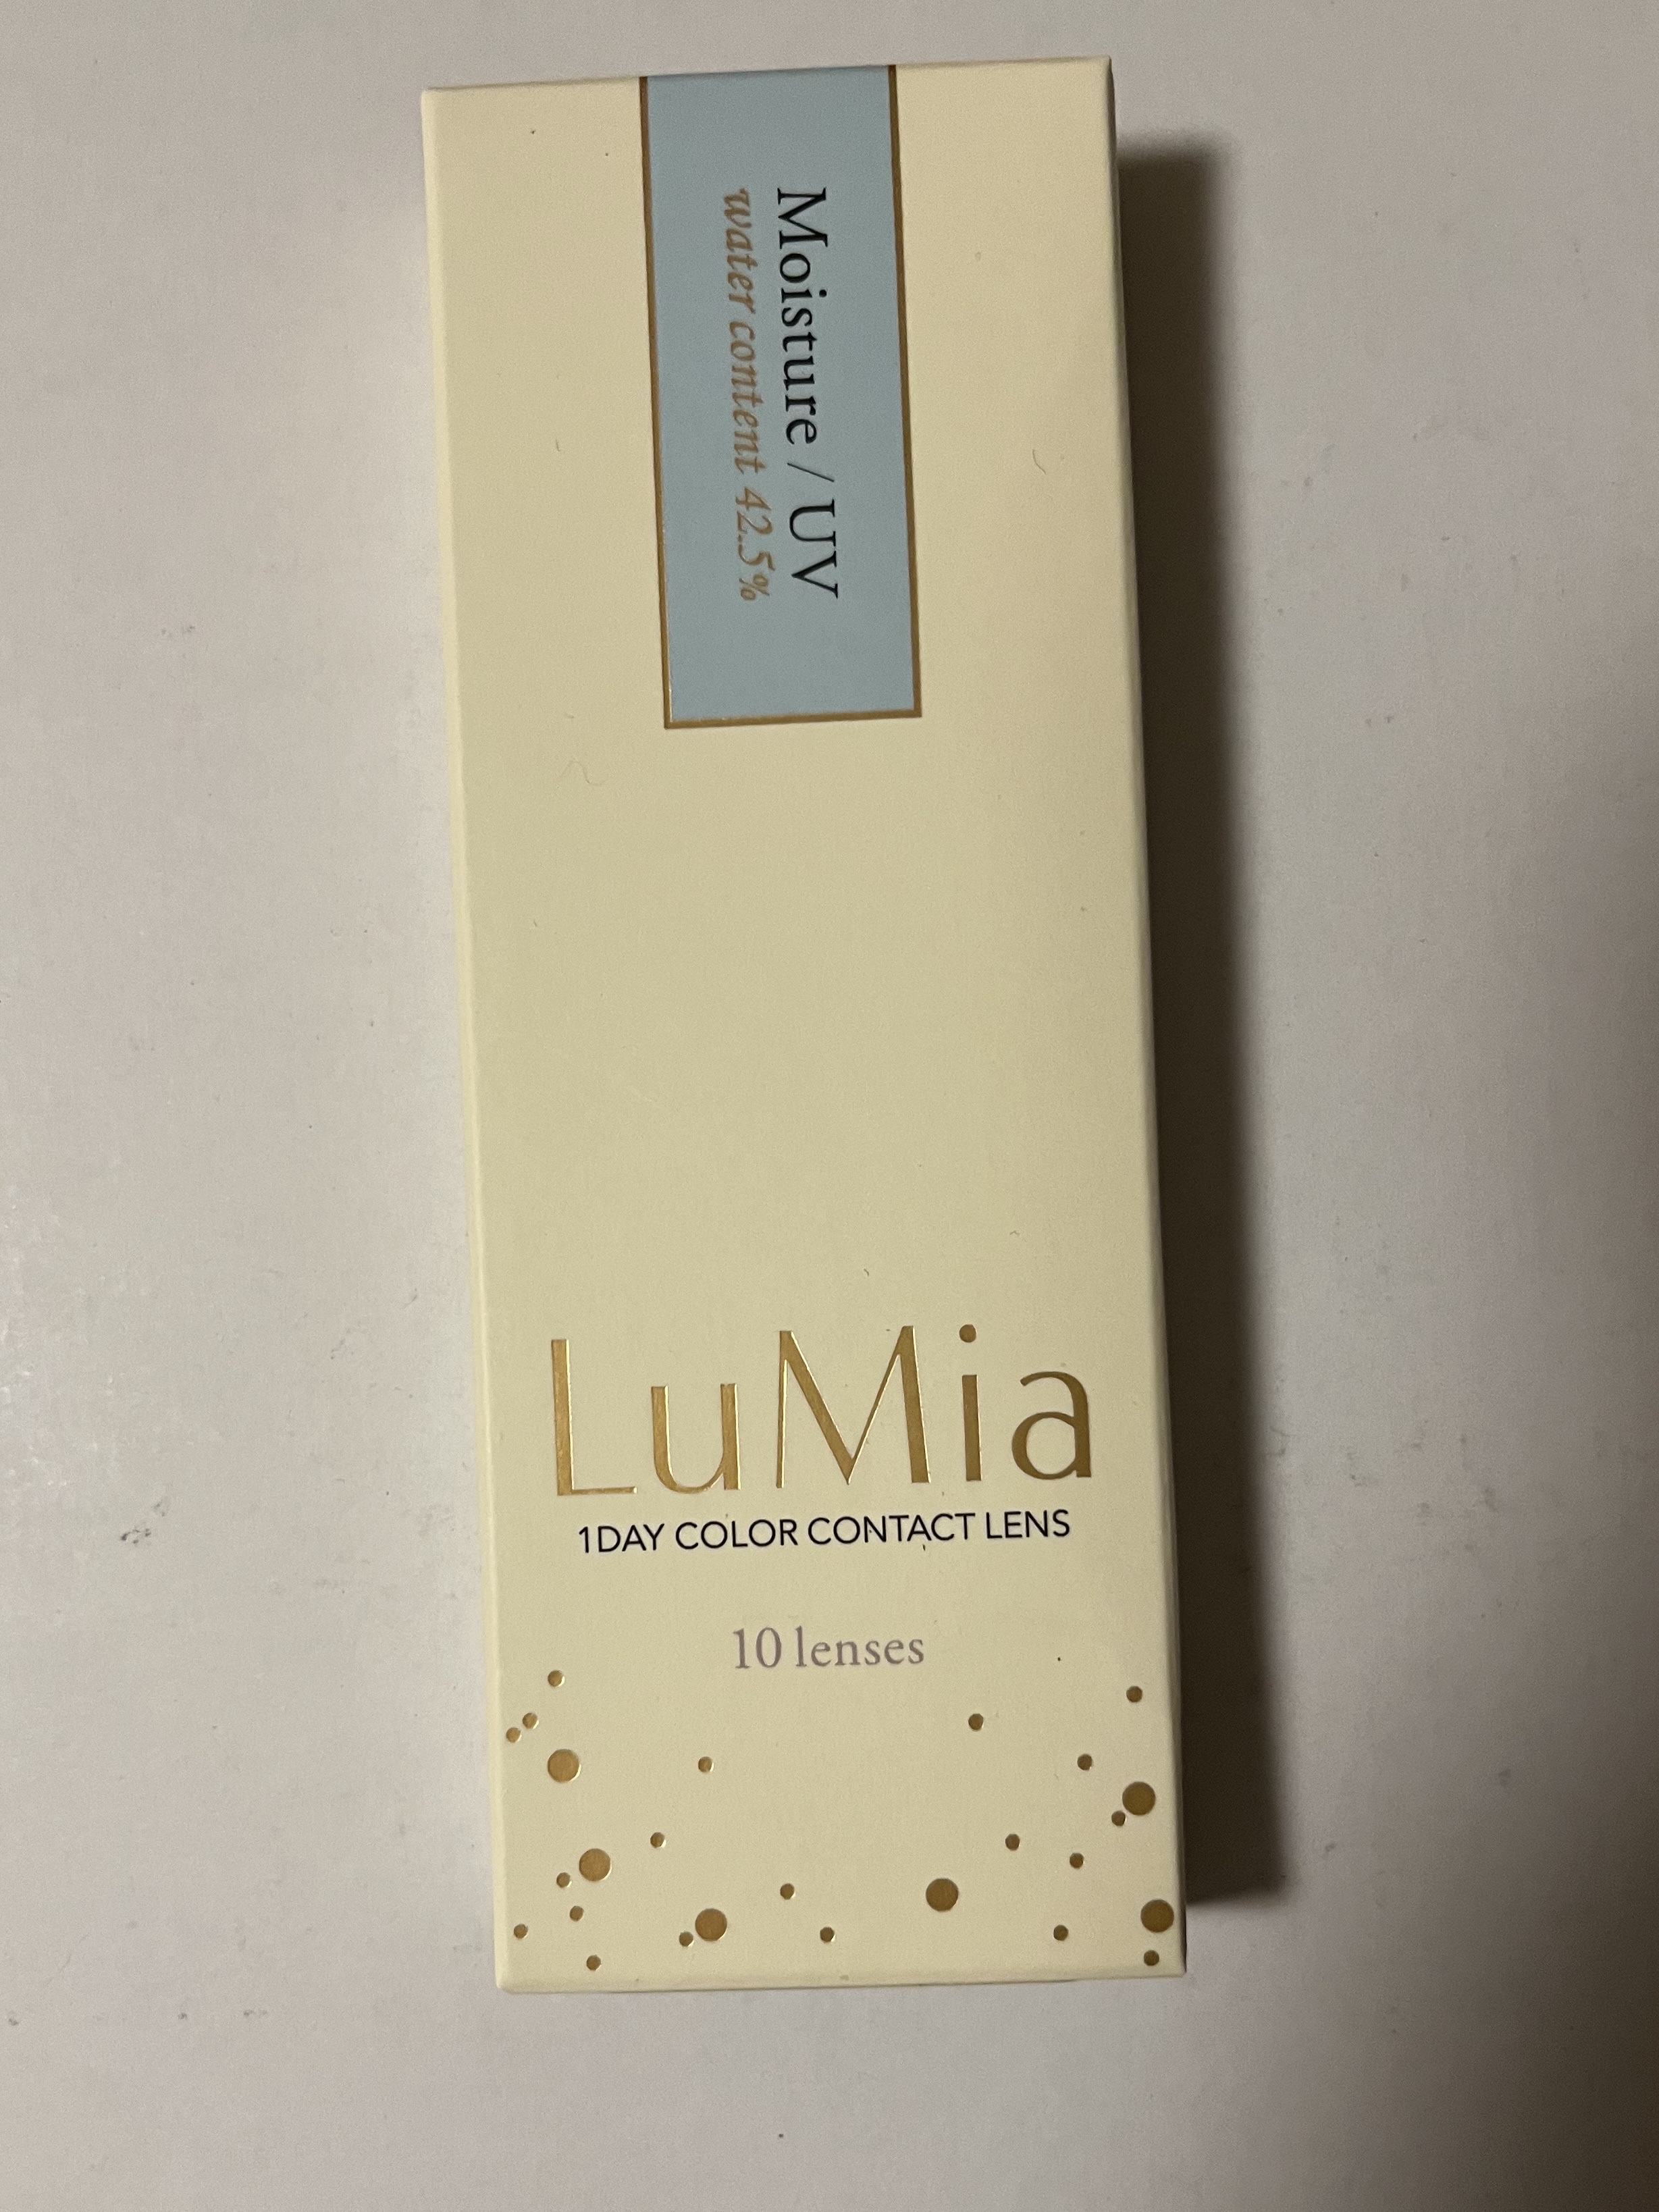 Moisture / UV
water content 42.5%
LuMia
1DAY COLOR CONTACT LENS
10 lenses